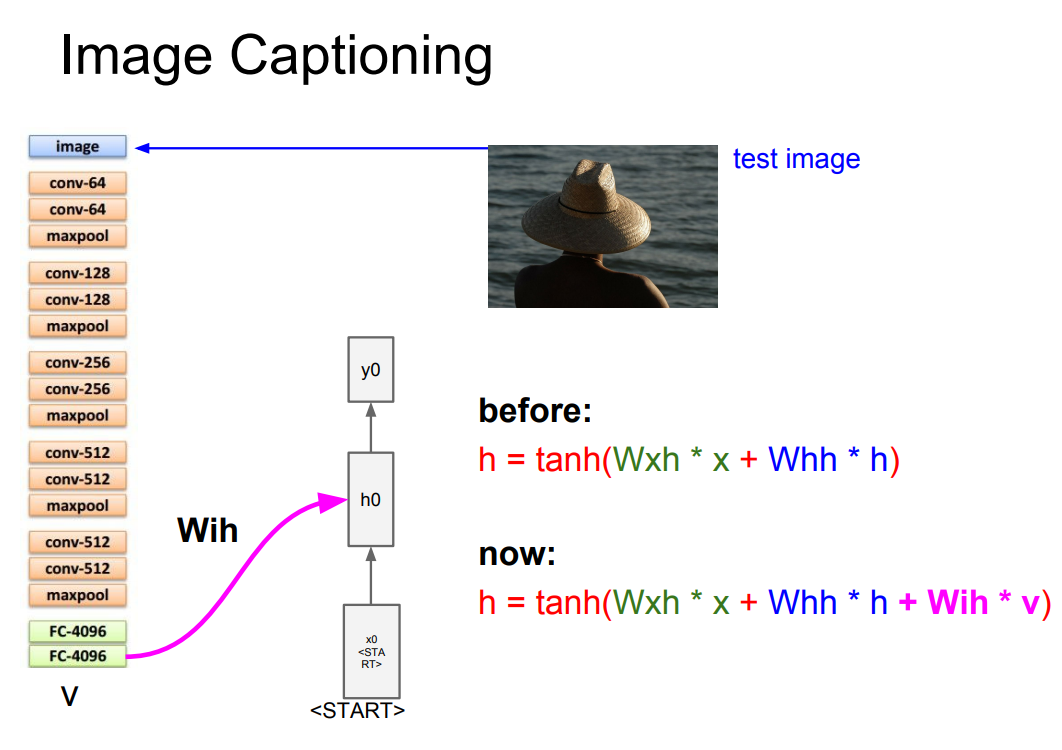 Image Captioning
image
test image
conv-64
conv-64
maxpool
conv-128
conv-128
maxpool
conv-256
conv-256
maxpool
conv-512
conv-512
maxpool
conv-512
conv-512
maxpool
FC-4096
FC-4096
v
Wih
y0
h0
x0
<STA
RT>
<START>
before:
h = tanh(Wxh * x + Whh * h)
now:
h = tanh(Wxh * x + Whh * h + Wih * v)